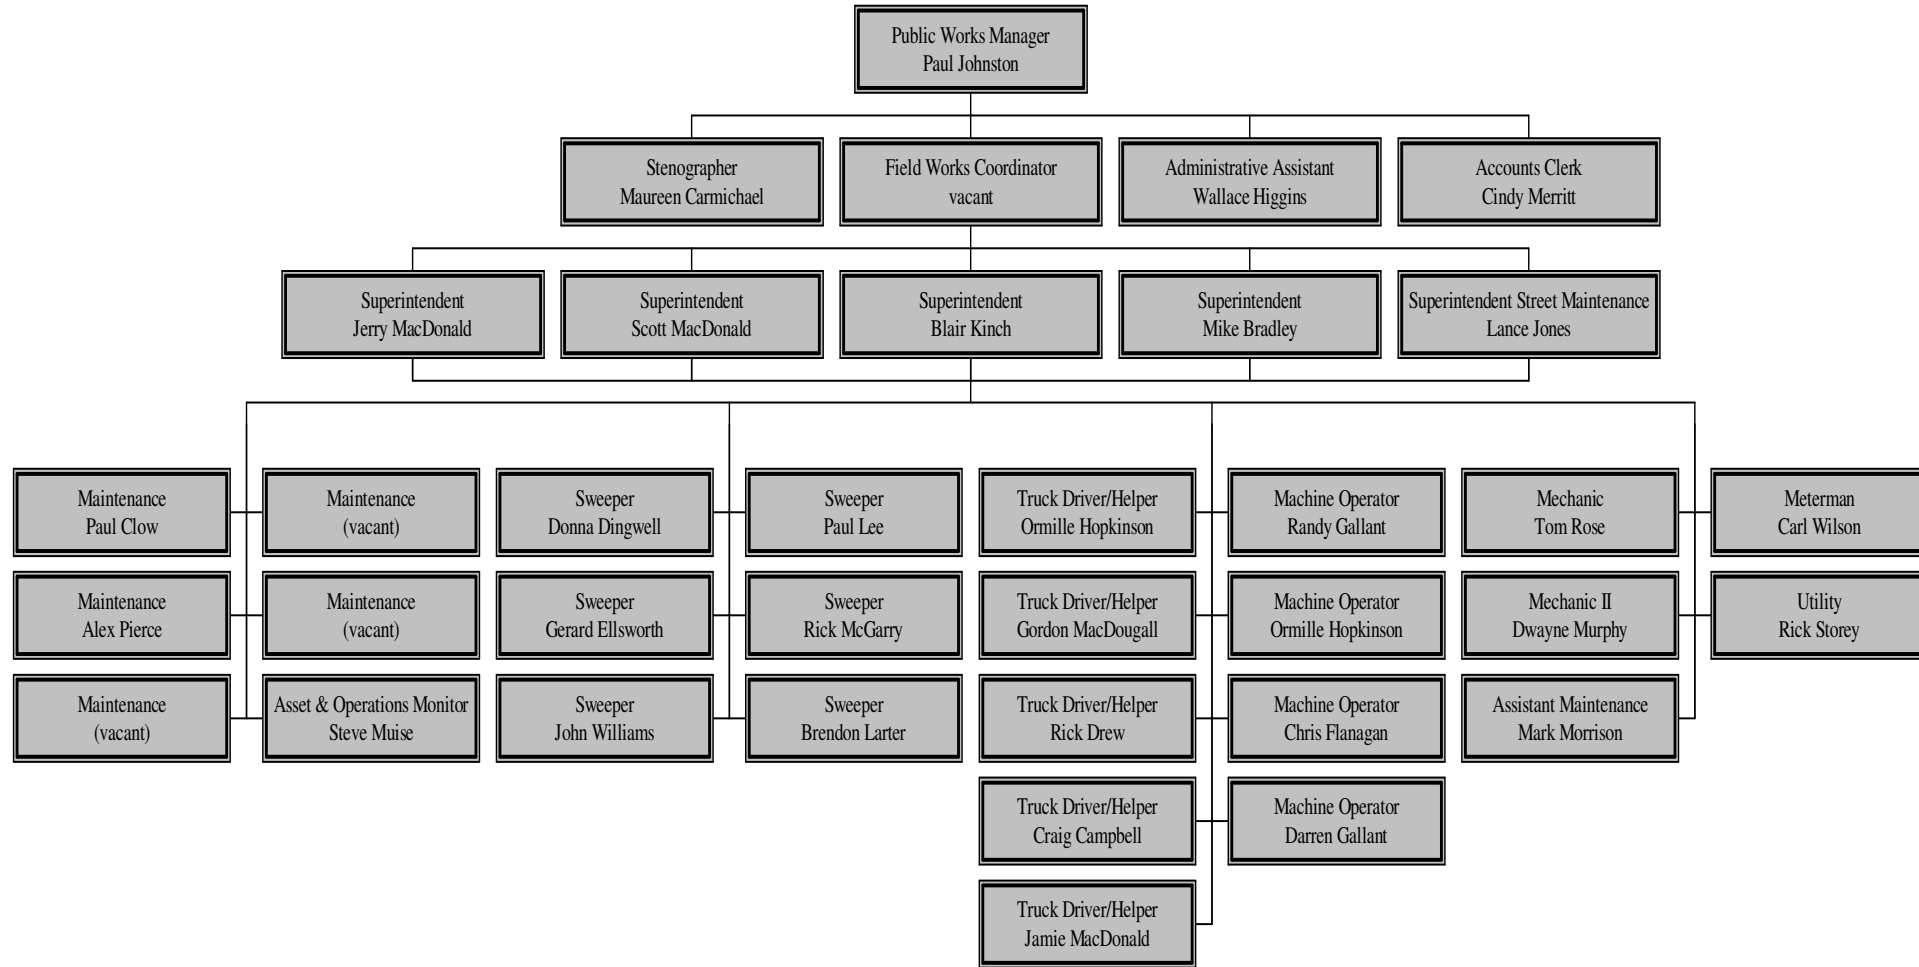 Public Works Manager
Paul Johnston
Stenographer
Maureen Carmichael
Field Works Coordinator
vacant
Administrative Assistant
Wallace Higgins
Accounts Clerk
Cindy Merritt
Superintendent
Jerry MacDonald
Superintendent
Scott MacDonald
Superintendent
Blair Kinch
Superintendent
Mike Bradley
Superintendent Street Maintenance
Lance Jones
Maintenance
Paul Clow
Maintenance
(vacant)
Sweeper
Donna Dingwell
Sweeper
Paul Lee
Truck Driver/Helper
Ormille Hopkinson
Machine Operator
Randy Gallant
Mechanic
Tom Rose
Meterman
Carl Wilson
Maintenance
Alex Pierce
Maintenance
(vacant)
Sweeper
Gerard Ellsworth
Sweeper
Rick McGarry
Truck Driver/Helper
Gordon MacDougall
Machine Operator
Ormille Hopkinson
Mechanic II
Dwayne Murphy
Utility
Rick Storey
Maintenance
(vacant)
Asset & Operations Monitor
Steve Muise
Sweeper
John Williams
Sweeper
Brendon Larter
Truck Driver/Helper
Rick Drew
Machine Operator
Chris Flanagan
Assistant Maintenance
Mark Morrison
Truck Driver/Helper
Craig Campbell
Machine Operator
Darren Gallant
Truck Driver/Helper
Jamie MacDonald